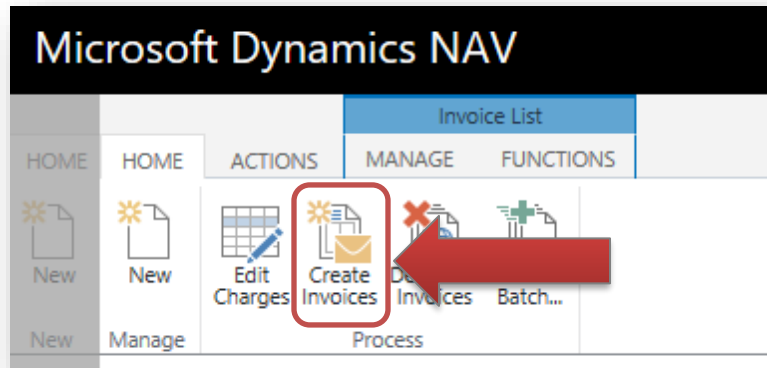 Microsoft Dynamics NAV
Invoice List
HOME HOME ACTIONS MANAGE FUNCTIONS
New New Edit Create
Charges Invoices Invoices Batch...
New Manage Process